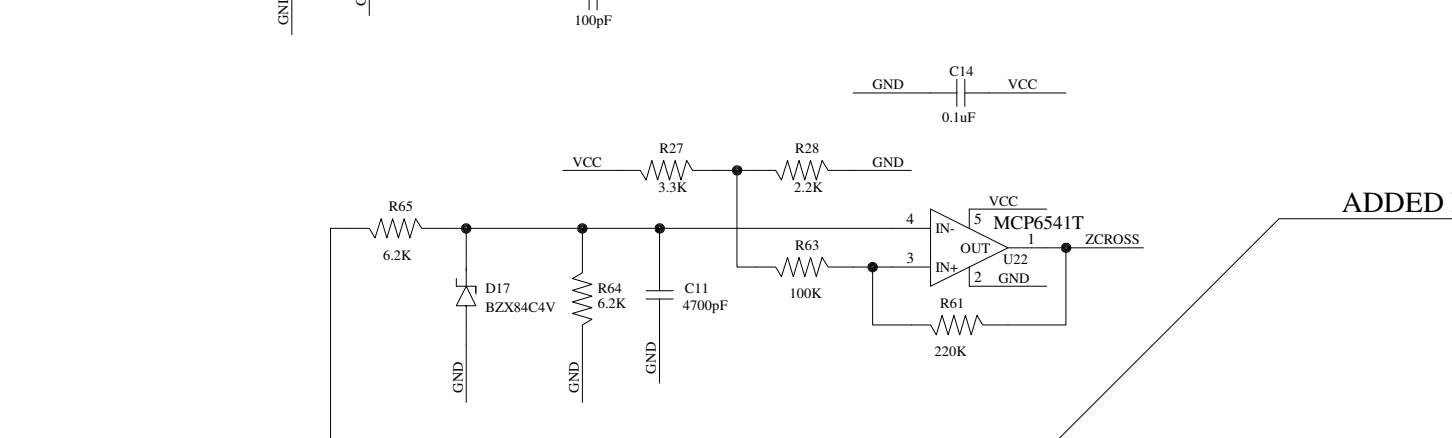 GND
100pF
C14
GND
VCC
0.1uF
R27
R28
VCC
GND
3.3K
2.2K
ADDED
R65
VCC
4
5
MCP6541T
IN-
1
ZCROSS
OUT
6.2K
R63
U22
3
IN+
2
GND
D17
BZX84C4V
R64
6.2K
C11
4700pF
100K
R61
220K
GND
GND
GND